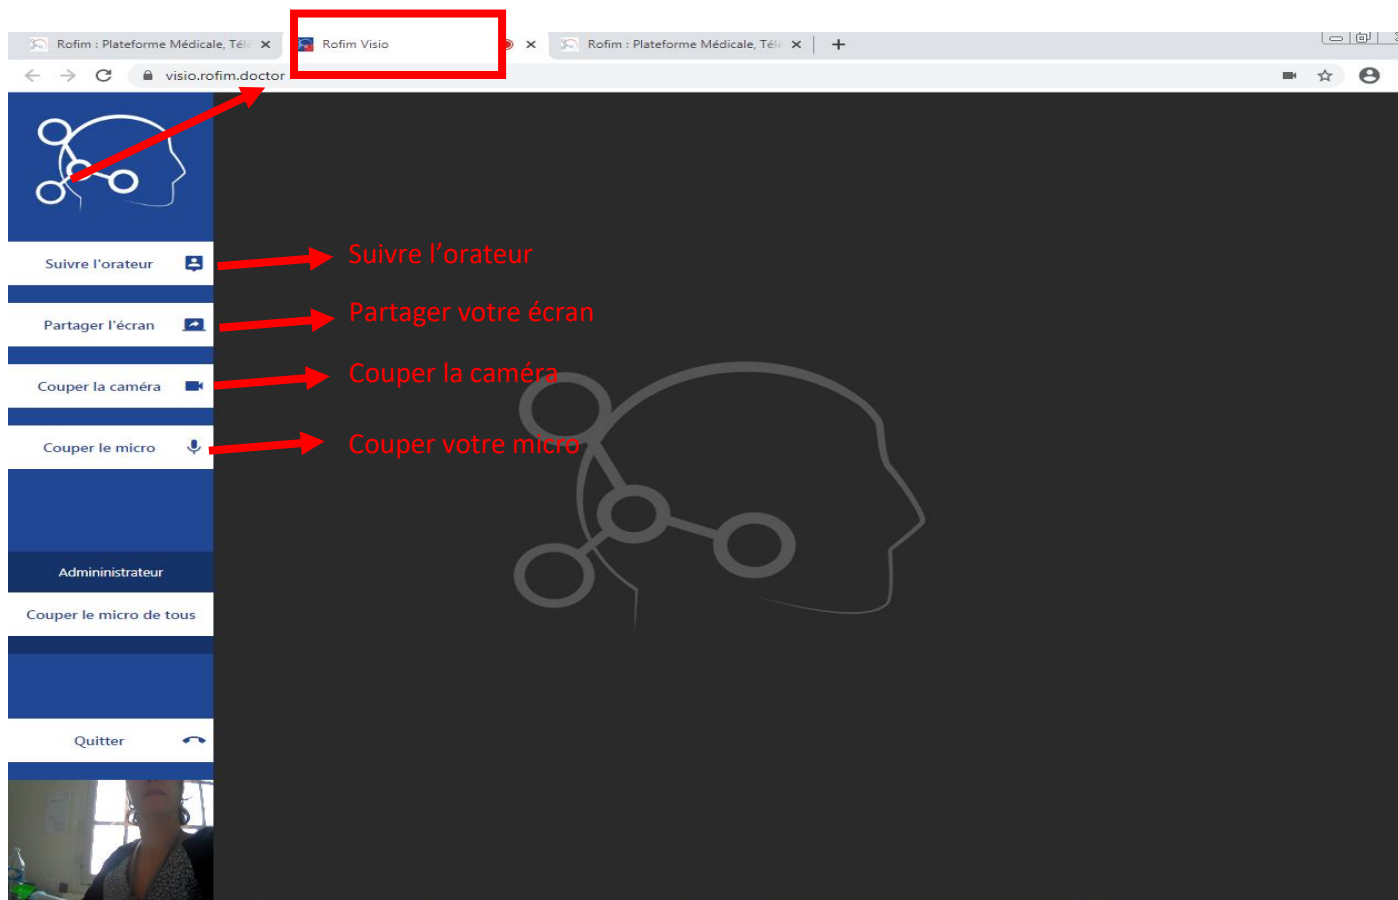 Rofim : Plateforme Médicale, Télé
Rofim Visio
Rofim : Plateforme Médicale, Télé
visio.rofim.doctor
Suivre l'orateur
Suivre l’orateur
Partager l'écran
Partager votre écran
Couper la caméra
Couper la caméra
Couper le micro
Couper votre micro
Admininistrateur
Couper le micro de tous
Quitter